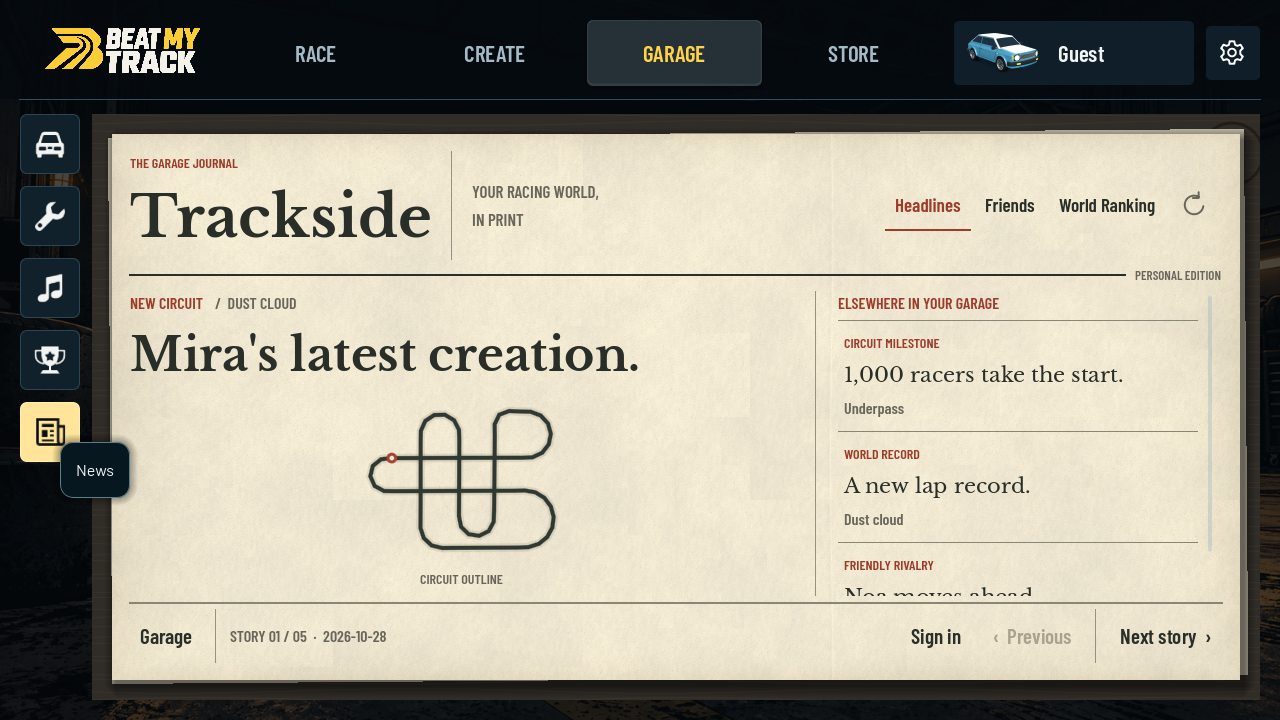 BEAT MY
TRACK
RACE
CREATE
GARAGE
STORE
Guest
THE GARAGE JOURNAL
Trackside
YOUR RACING WORLD,
IN PRINT
Headlines
Friends
World Ranking
PERSONAL EDITION
NEW CIRCUIT / DUST CLOUD
Mira's latest creation.
CIRCUIT OUTLINE
ELSEWHERE IN YOUR GARAGE
CIRCUIT MILESTONE
1,000 racers take the start.
Underpass
WORLD RECORD
A new lap record.
Dust cloud
FRIENDLY RIVALRY
Noa moves ahead
News
Garage
STORY 01 / 05 · 2026-10-28
Sign in
‹ Previous
Next story ›